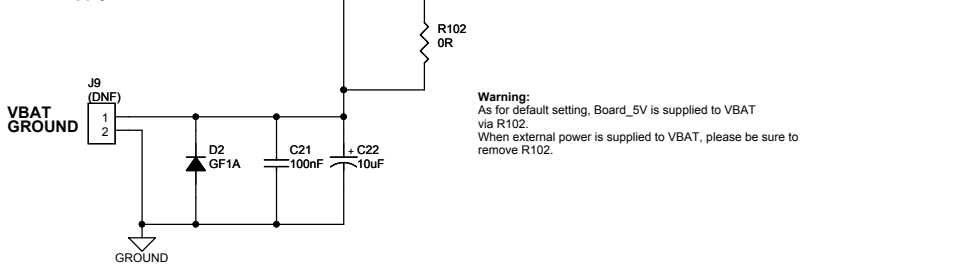 R102
0R
J9
(DNF)
VBAT
GROUND
1
2
D2
GF1A
C21
100nF
+ C22
10uF
GROUND
Warning:
As for default setting, Board_5V is supplied to VBAT
via R102.
When external power is supplied to VBAT, please be sure to
remove R102.